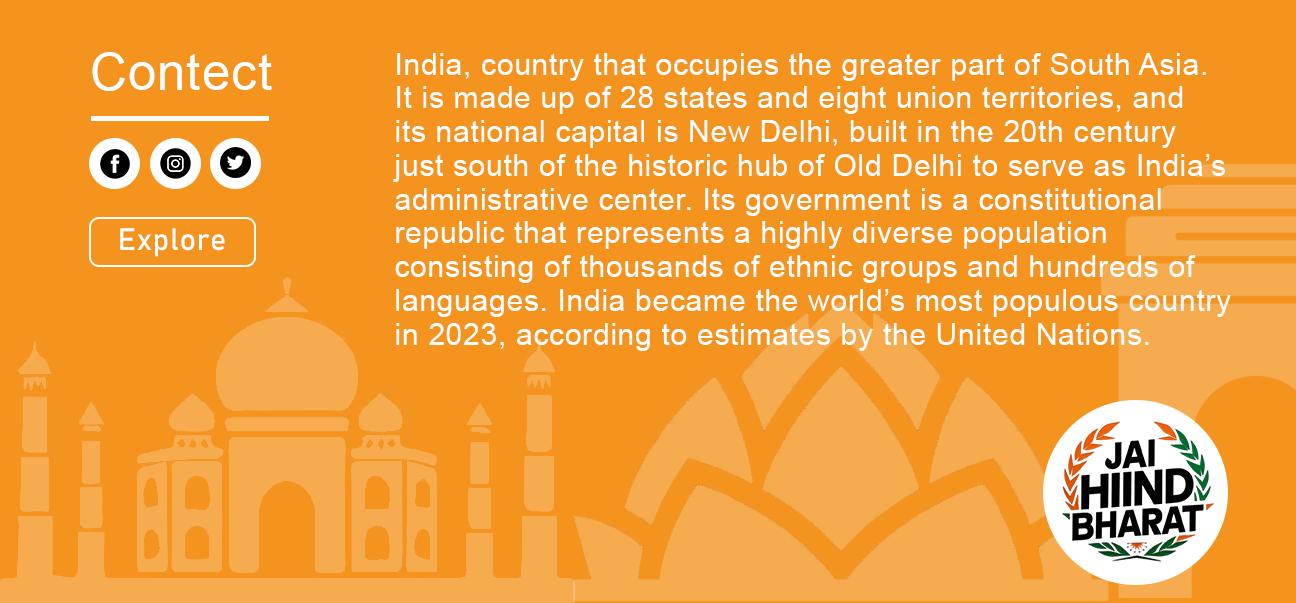 Contect
Explore
India, country that occupies the greater part of South Asia.
It is made up of 28 states and eight union territories, and
its national capital is New Delhi, built in the 20th century
just south of the historic hub of Old Delhi to serve as India’s
administrative center. Its government is a constitutional
republic that represents a highly diverse population
consisting of thousands of ethnic groups and hundreds of
languages. India became the world’s most populous country
in 2023, according to estimates by the United Nations.
JAI
HIIND
BHARAT